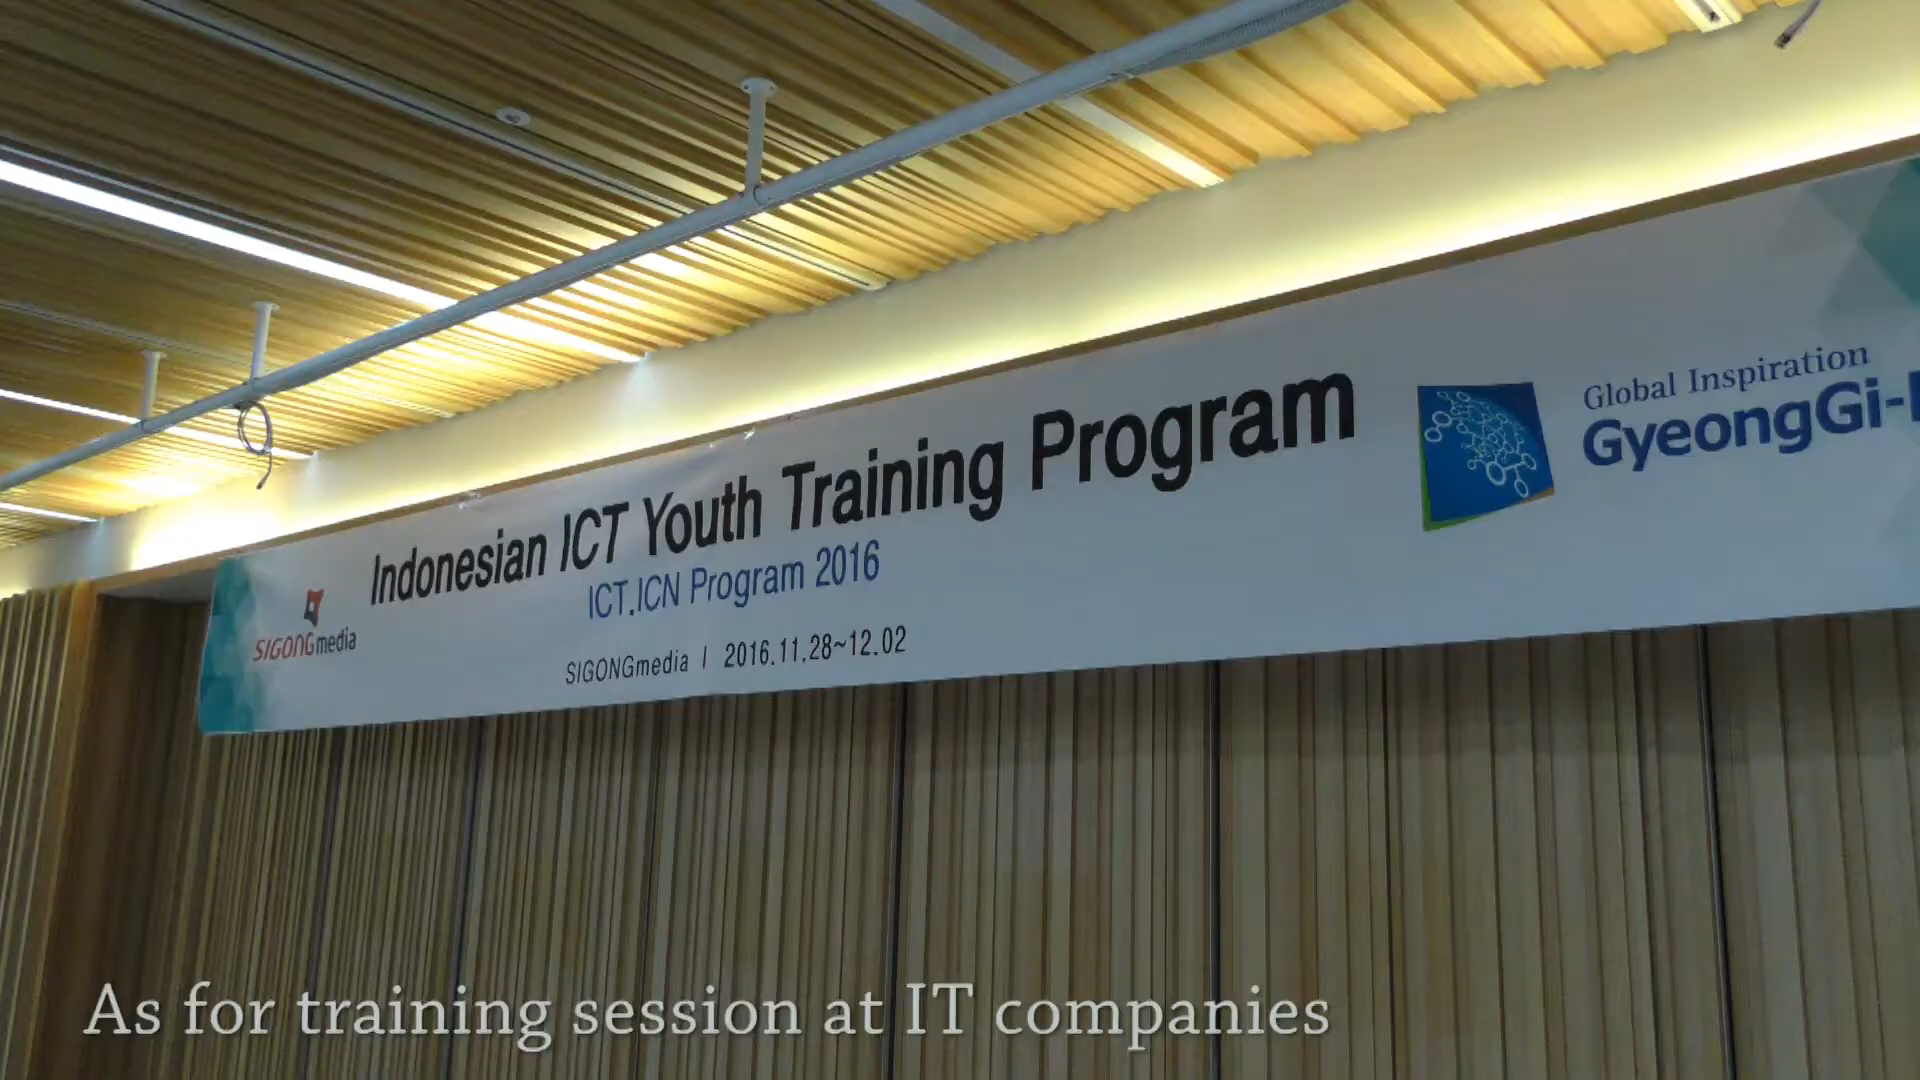 Indonesian ICT Youth Training Program
ICT.ICN Program 2016
SIGONGmedia | 2016.11.28~12.02
SIGONGmedia
Global Inspiration
GyeongGi-
As for training session at IT companies